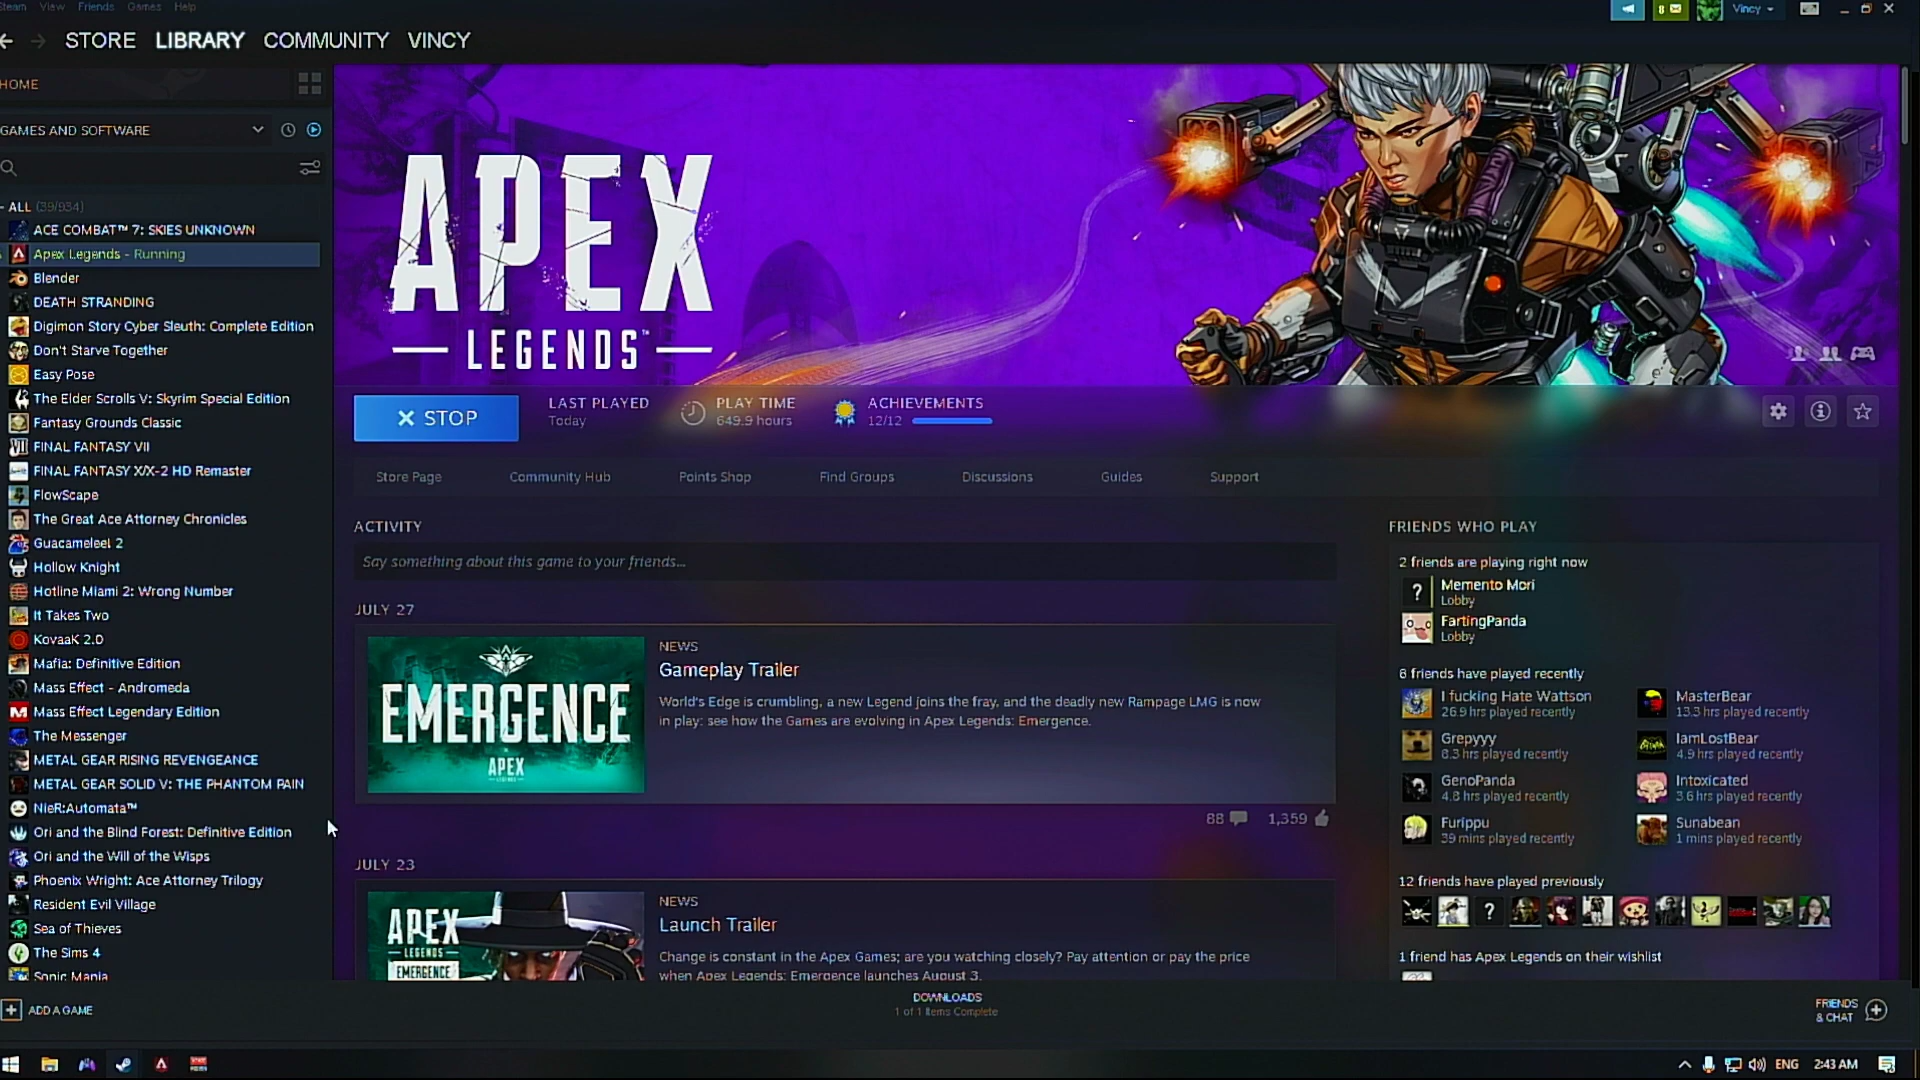 Steam View Friends Games Help
8
Vincy
STORE LIBRARY COMMUNITY VINCY
HOME
GAMES AND SOFTWARE
- ALL (39/934)
ACE COMBAT™ 7: SKIES UNKNOWN
Apex Legends - Running
Blender
DEATH STRANDING
Digimon Story Cyber Sleuth: Complete Edition
Don't Starve Together
Easy Pose
The Elder Scrolls V: Skyrim Special Edition
Fantasy Grounds Classic
FINAL FANTASY VII
FINAL FANTASY X/X-2 HD Remaster
FlowScape
The Great Ace Attorney Chronicles
Guacamelee! 2
Hollow Knight
Hotline Miami 2: Wrong Number
It Takes Two
KovaaK 2.0
Mafia: Definitive Edition
Mass Effect - Andromeda
Mass Effect Legendary Edition
The Messenger
METAL GEAR RISING REVENGEANCE
METAL GEAR SOLID V: THE PHANTOM PAIN
NieR:Automata™
Ori and the Blind Forest: Definitive Edition
Ori and the Will of the Wisps
Phoenix Wright: Ace Attorney Trilogy
Resident Evil Village
Sea of Thieves
The Sims 4
Sonic Mania
ADD A GAME
APEX
LEGENDS™
STOP
LAST PLAYED
Today
PLAY TIME
649.9 hours
ACHIEVEMENTS
12/12
Store Page Community Hub Points Shop Find Groups Discussions Guides Support
ACTIVITY
Say something about this game to your friends...
JULY 27
EMERGENCE
APEX
LEGENDS
NEWS
Gameplay Trailer
World's Edge is crumbling, a new Legend joins the fray, and the deadly new Rampage LMG is now
in play: see how the Games are evolving in Apex Legends: Emergence.
88 1,359
JULY 23
APEX
LEGENDS
EMERGENCE
NEWS
Launch Trailer
Change is constant in the Apex Games; are you watching closely? Pay attention or pay the price
when Apex Legends: Emergence launches August 3.
FRIENDS WHO PLAY
2 friends are playing right now
Memento Mori
Lobby
FartingPanda
Lobby
6 friends have played recently
I fucking Hate Wattson
26.9 hrs played recently
MasterBear
13.3 hrs played recently
Grepyyy
8.3 hrs played recently
IamLostBear
4.9 hrs played recently
GenoPanda
4.8 hrs played recently
Intoxicated
3.6 hrs played recently
Furippu
39 mins played recently
Sunabean
1 mins played recently
12 friends have played previously
1 friend has Apex Legends on their wishlist
DOWNLOADS
1 of 1 Items Complete
FRIENDS
& CHAT
ENG 2:43 AM